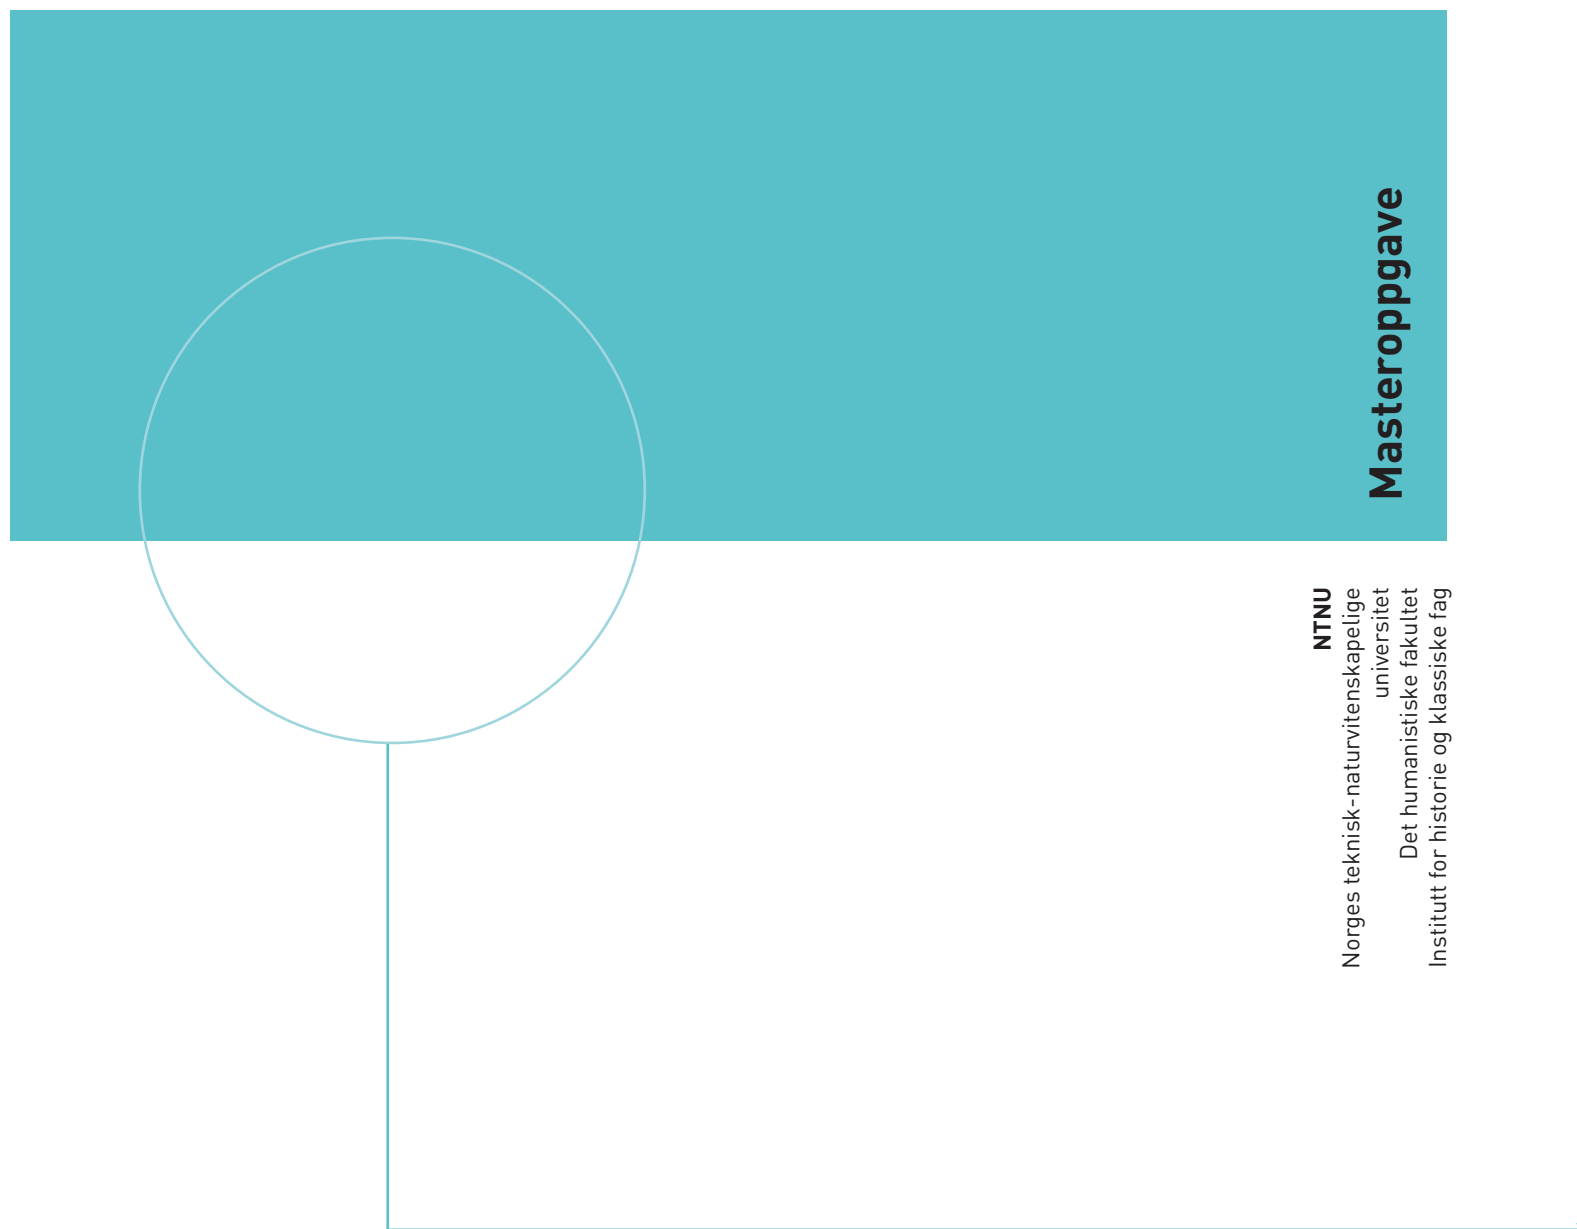 Masteroppgave
NTNU
Norges teknisk-naturvitenskapelige
universitet
Det humanistiske fakultet
Institutt for historie og klassiske fag